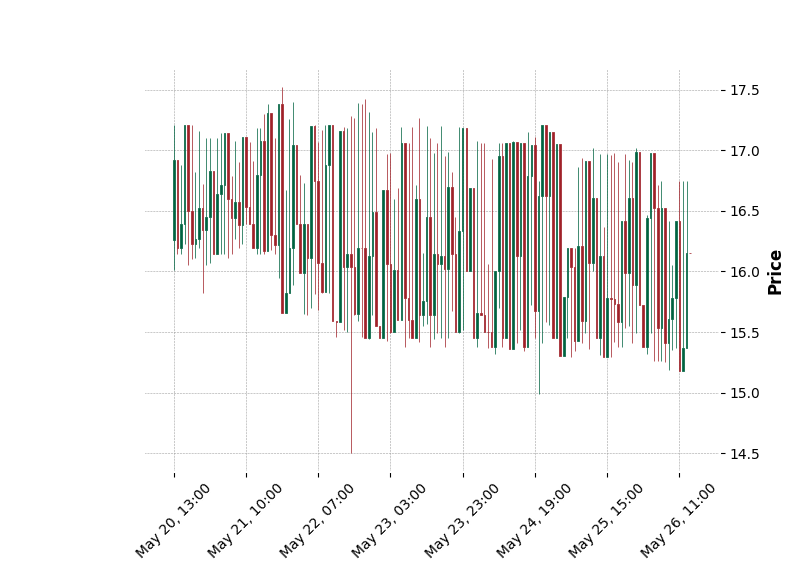 17.5
17.0
16.5
16.0
15.5
15.0
14.5
Price
May 20, 13:00
May 21, 10:00
May 22, 07:00
May 23, 03:00
May 23, 23:00
May 24, 19:00
May 25, 15:00
May 26, 11:00